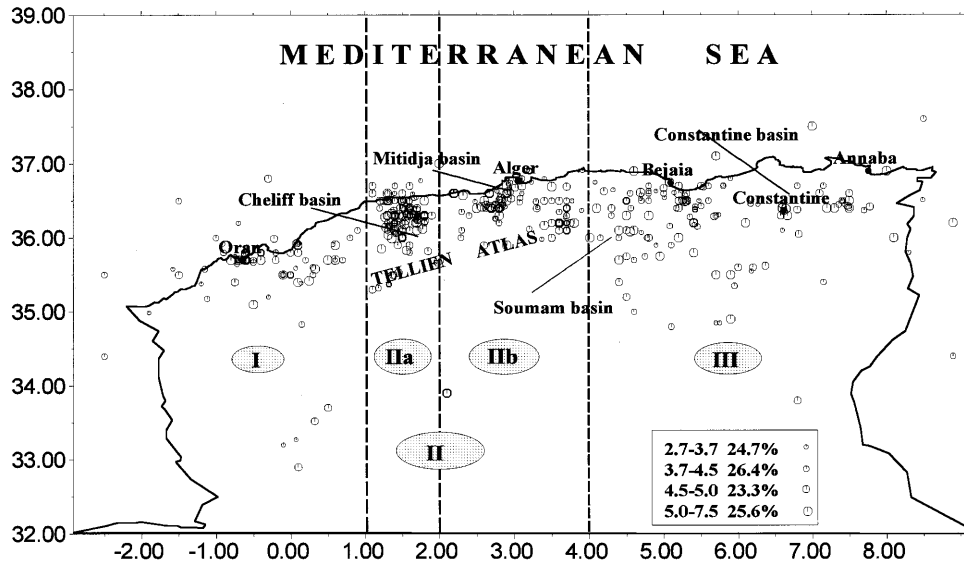 39.00
MEDITERRANEAN SEA
38.00
Constantine basin
37.00
Mitidja basin
Alger
Bejaia
Annaba
Cheliff basin
Constantine
36.00
Oran
TELLIEN ATLAS
35.00
Soumam basin
I
IIa
IIb
III
34.00
33.00
II
2.7-3.7 24.7%
3.7-4.5 26.4%
4.5-5.0 23.3%
5.0-7.5 25.6%
32.00
-2.00 -1.00 0.00 1.00 2.00 3.00 4.00 5.00 6.00 7.00 8.00